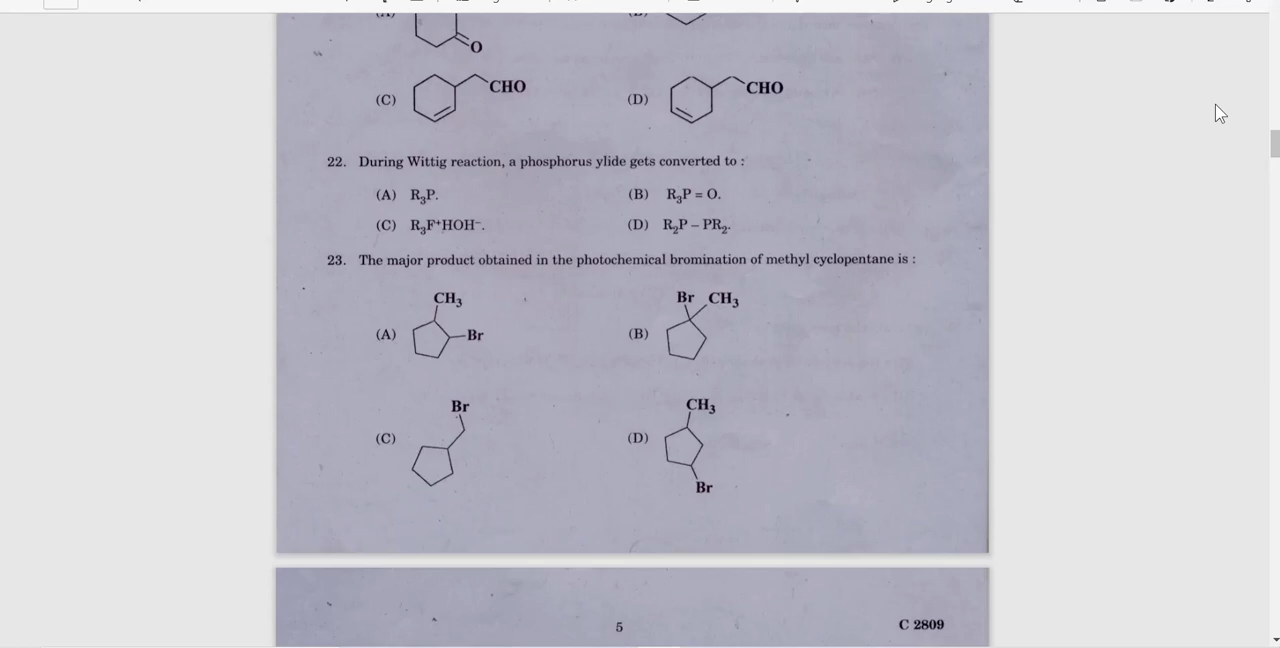 O
(C) CHO (D) CHO
22. During Wittig reaction, a phosphorus ylide gets converted to :
(A) R3P. (B) R3P = O.
(C) R3F+HOH-. (D) R2P – PR2.
23. The major product obtained in the photochemical bromination of methyl cyclopentane is :
CH3 Br CH3
(A) Br (B)
Br CH3
(C) (D)
Br
5 C 2809